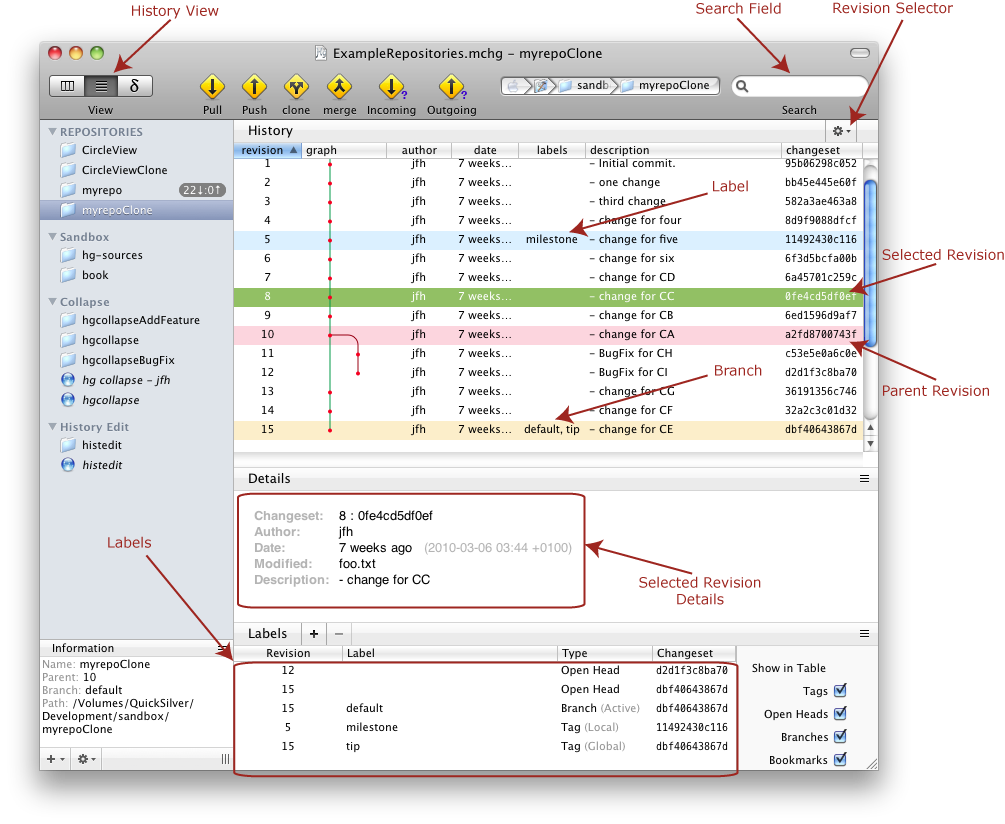 History View
Search Field
Revision Selector
ExampleRepositories.mchg – myrepoClone
δ
sandb
myrepoClone
View
Pull
Push
clone
merge
Incoming
Outgoing
Search
REPOSITORIES
CircleView
CircleViewClone
myrepo 22↓:0↑
myrepoClone
Sandbox
hg-sources
book
Collapse
hgcollapseAddFeature
hgcollapse
hgcollapseBugFix
hg collapse – jfh
hgcollapse
History Edit
histedit
histedit
History
revision graph author date labels description changeset
1 jfh 7 weeks... – Initial commit. 95b06298c052
2 jfh 7 weeks... – one change bb45e445e60f
3 jfh 7 weeks... – third change 582a3ae463a8
4 jfh 7 weeks... – change for four 8d9f9088dfcf
5 jfh 7 weeks... milestone – change for five 11492430c116
6 jfh 7 weeks... – change for six 6f3d5bcfa00b
7 jfh 7 weeks... – change for CD 6a45701c259c
8 jfh 7 weeks... – change for CC 0fe4cd5df0ef
9 jfh 7 weeks... – change for CB 6ed1596d9af7
10 jfh 7 weeks... – change for CA a2fd8700743f
11 jfh 7 weeks... – BugFix for CH c53e5e0a6c0e
12 jfh 7 weeks... – BugFix for CI d2d1f3c8ba70
13 jfh 7 weeks... – change for CG 36191356c746
14 jfh 7 weeks... – change for CF 32a2c3c01d32
15 jfh 7 weeks... default, tip – change for CE dbf40643867d
Label
Selected Revision
Branch
Parent Revision
Details
Changeset: 8 : 0fe4cd5df0ef
Author: jfh
Date: 7 weeks ago (2010-03-06 03:44 +0100)
Modified: foo.txt
Description: - change for CC
Labels
Selected Revision
Details
Labels + –
Revision Label Type Changeset
12 Open Head d2d1f3c8ba70
15 Open Head dbf40643867d
15 default Branch (Active) dbf40643867d
5 milestone Tag (Local) 11492430c116
15 tip Tag (Global) dbf40643867d
Show in Table
Tags
Open Heads
Branches
Bookmarks
Information
Name: myrepoClone
Parent: 10
Branch: default
Path: /Volumes/QuickSilver/
Development/sandbox/
myrepoClone